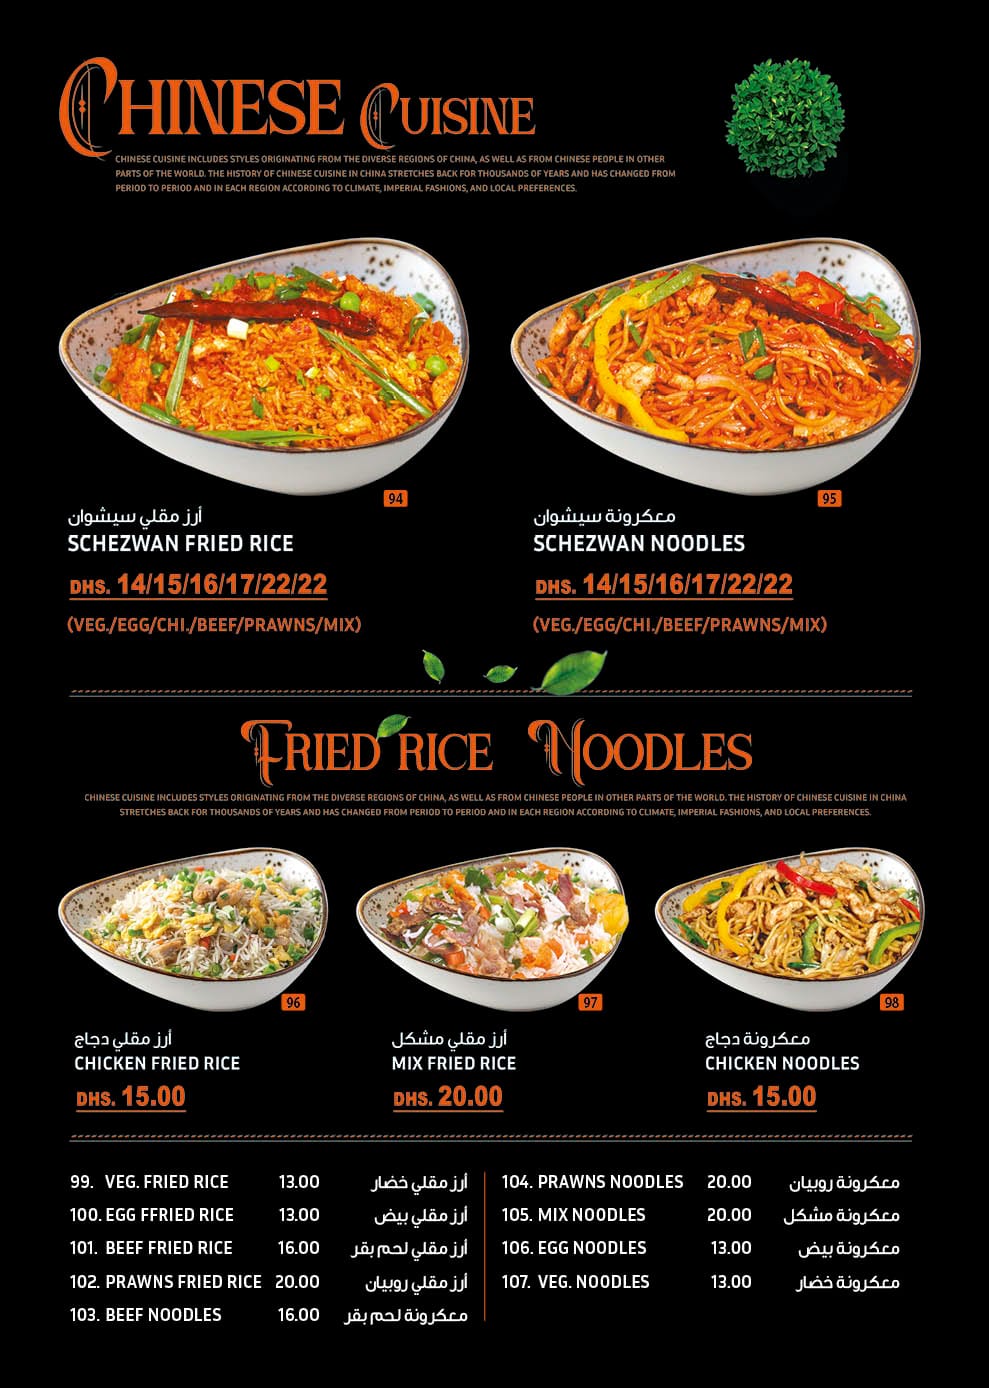 CHINESE CUISINE
CHINESE CUISINE INCLUDES STYLES ORIGINATING FROM THE DIVERSE REGIONS OF CHINA, AS WELL AS FROM CHINESE PEOPLE IN OTHER
PARTS OF THE WORLD. THE HISTORY OF CHINESE CUISINE IN CHINA STRETCHES BACK FOR THOUSANDS OF YEARS AND HAS CHANGED FROM
PERIOD TO PERIOD AND IN EACH REGION ACCORDING TO CLIMATE, IMPERIAL FASHIONS, AND LOCAL PREFERENCES.
94
أرز مقلي سيشوان
SCHEZWAN FRIED RICE
DHS. 14/15/16/17/22/22
(VEG./EGG/CHI./BEEF/PRAWNS/MIX)
95
معكرونة سيشوان
SCHEZWAN NOODLES
DHS. 14/15/16/17/22/22
(VEG./EGG/CHI./BEEF/PRAWNS/MIX)
FRIED RICE NOODLES
CHINESE CUISINE INCLUDES STYLES ORIGINATING FROM THE DIVERSE REGIONS OF CHINA, AS WELL AS FROM CHINESE PEOPLE IN OTHER PARTS OF THE WORLD. THE HISTORY OF CHINESE CUISINE IN CHINA
STRETCHES BACK FOR THOUSANDS OF YEARS AND HAS CHANGED FROM PERIOD TO PERIOD AND IN EACH REGION ACCORDING TO CLIMATE, IMPERIAL FASHIONS, AND LOCAL PREFERENCES.
96
أرز مقلي دجاج
CHICKEN FRIED RICE
DHS. 15.00
97
أرز مقلي مشكل
MIX FRIED RICE
DHS. 20.00
98
معكرونة دجاج
CHICKEN NOODLES
DHS. 15.00
99. VEG. FRIED RICE 13.00 أرز مقلي خضار
100. EGG FFRIED RICE 13.00 أرز مقلي بيض
101. BEEF FRIED RICE 16.00 أرز مقلي لحم بقر
102. PRAWNS FRIED RICE 20.00 أرز مقلي روبيان
103. BEEF NOODLES 16.00 معكرونة لحم بقر
104. PRAWNS NOODLES 20.00 معكرونة روبيان
105. MIX NOODLES 20.00 معكرونة مشكل
106. EGG NOODLES 13.00 معكرونة بيض
107. VEG. NOODLES 13.00 معكرونة خضار